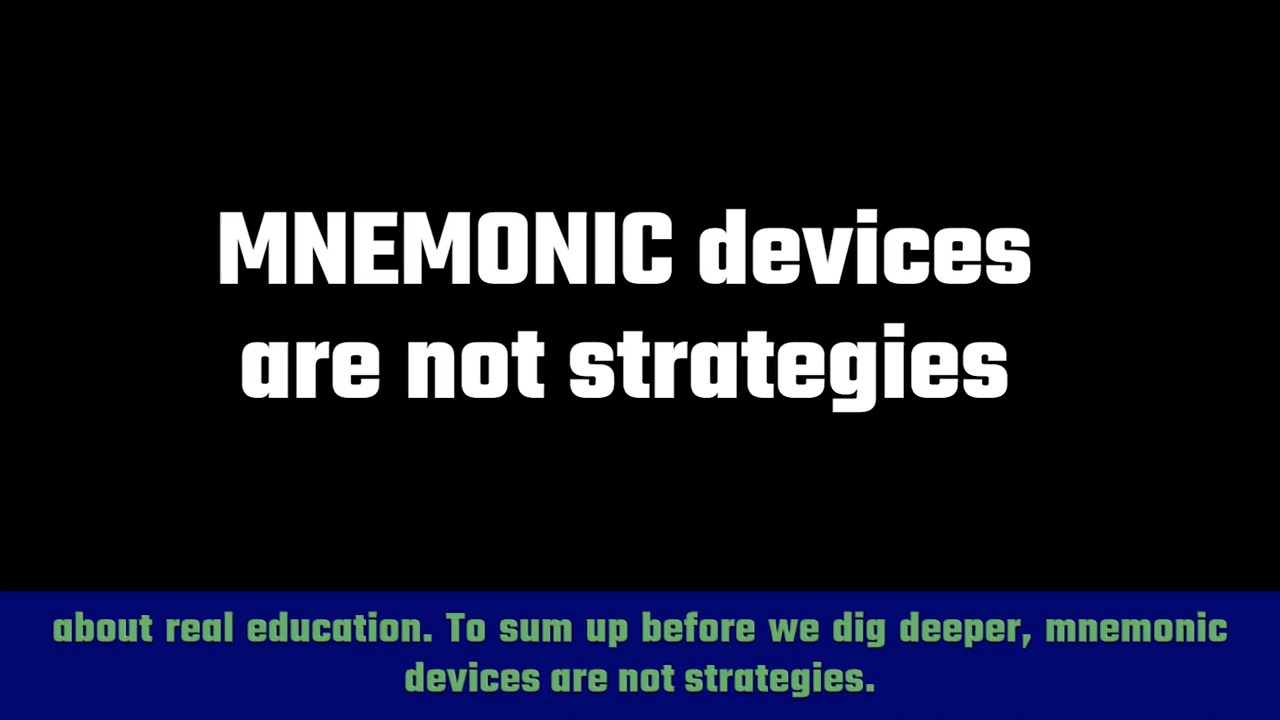 MNEMONIC devices
are not strategies
about real education. To sum up before we dig deeper, mnemonic
devices are not strategies.